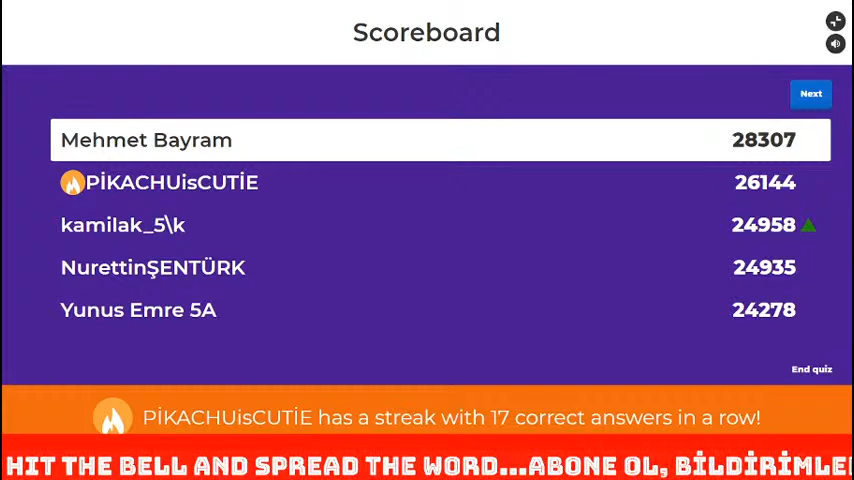 Scoreboard
Next
Mehmet Bayram 28307
PİKACHUisCUTİE 26144
kamilak_5\k 24958
NurettinŞENTÜRK 24935
Yunus Emre 5A 24278
End quiz
PİKACHUisCUTİE has a streak with 17 correct answers in a row!
HIT THE BELL AND SPREAD THE WORD...ABONE OL, BİLDİRİMLE